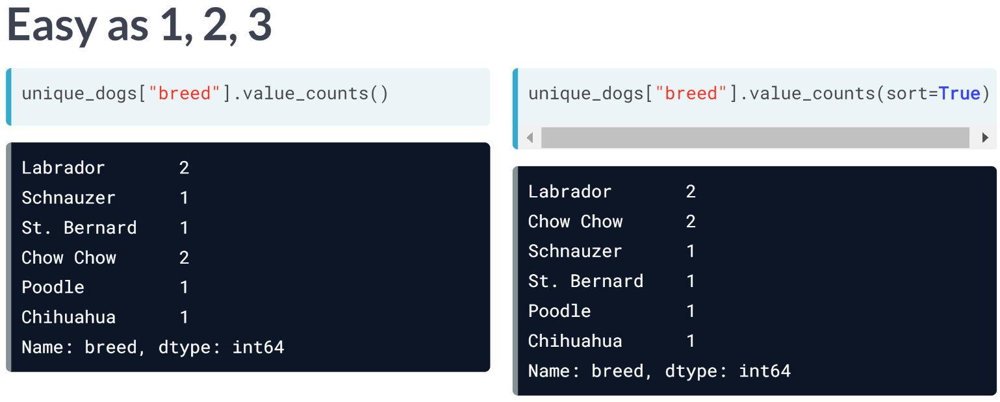 Easy as 1, 2, 3
unique_dogs["breed"].value_counts()
Labrador       2
Schnauzer      1
St. Bernard    1
Chow Chow      2
Poodle         1
Chihuahua      1
Name: breed, dtype: int64
unique_dogs["breed"].value_counts(sort=True)
Labrador       2
Chow Chow      2
Schnauzer      1
St. Bernard    1
Poodle         1
Chihuahua      1
Name: breed, dtype: int64